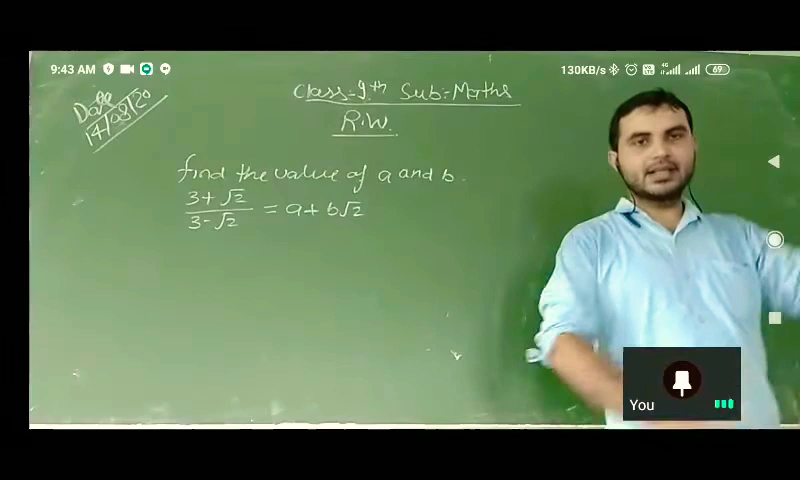 9:43 AM
130KB/s 4G 69
Class-9th Sub=Maths
Date
14/08/20
R.W.
find the value of a and b.
3+√2
3-√2
= a+b√2
You